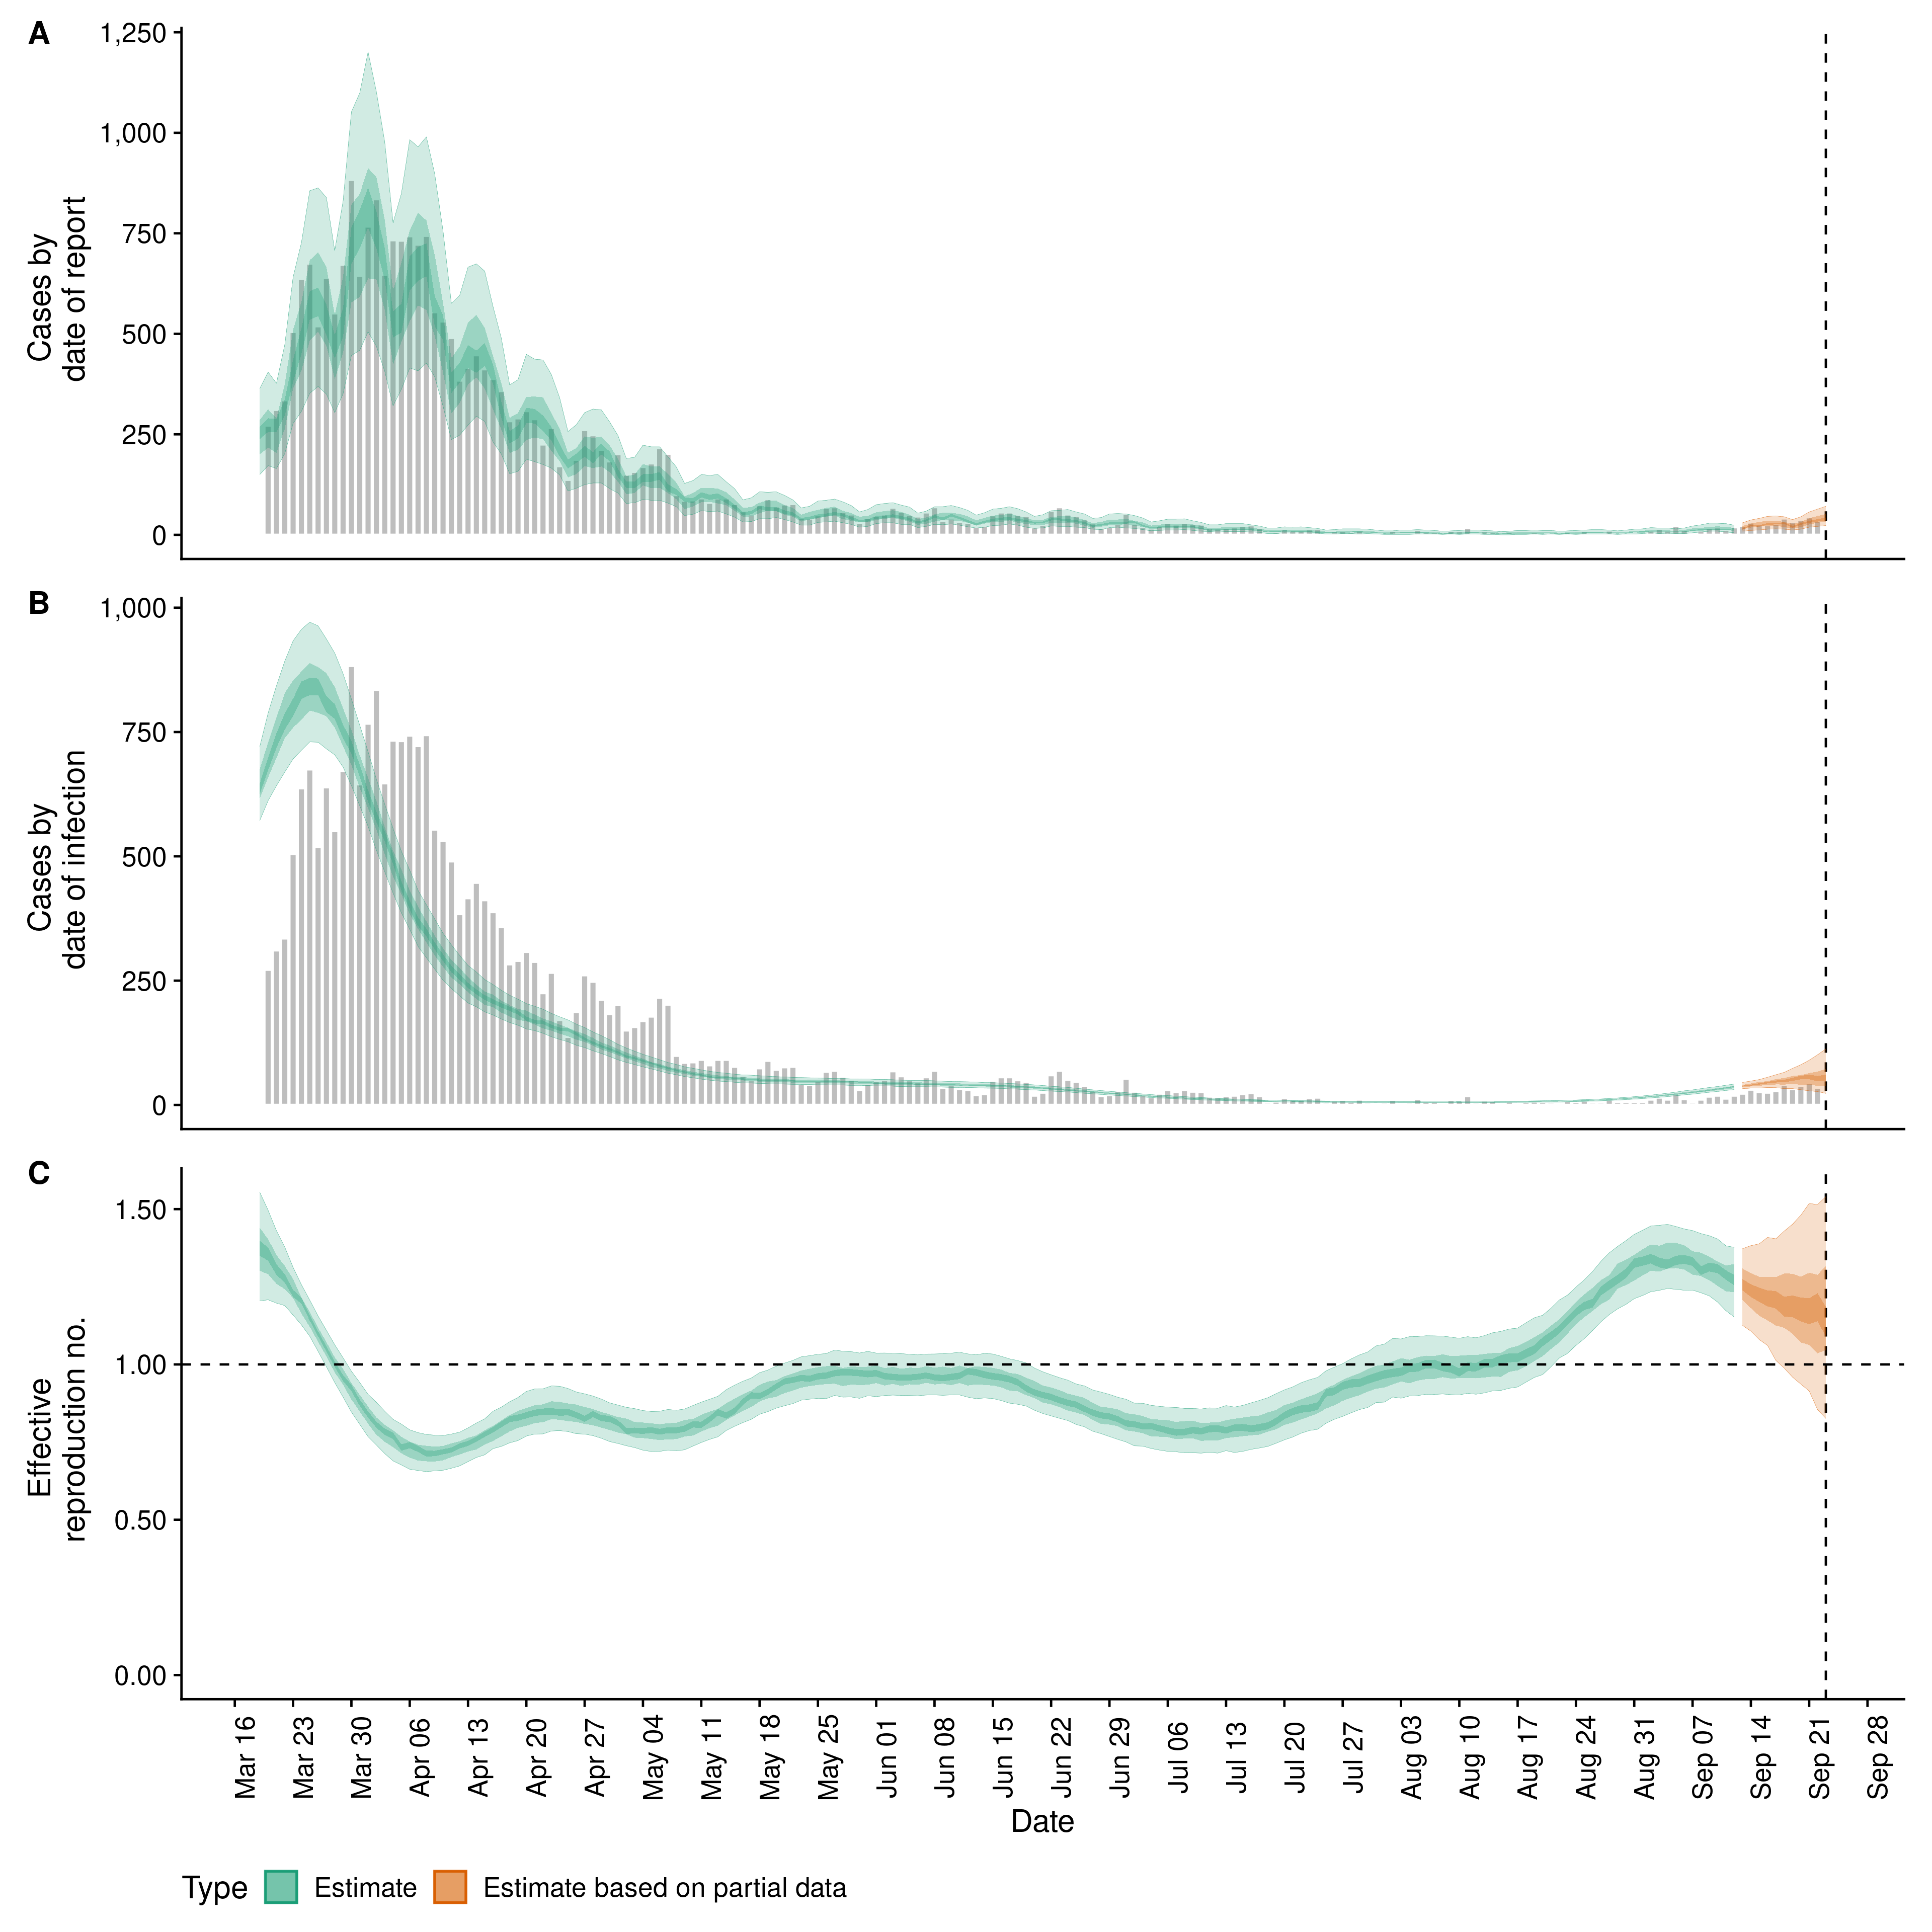 A
1,250
1,000
750
500
250
0
Cases by
date of report
B
1,000
750
500
250
0
Cases by
date of infection
C
1.50
1.00
0.50
0.00
Effective
reproduction no.
Mar 16
Mar 23
Mar 30
Apr 06
Apr 13
Apr 20
Apr 27
May 04
May 11
May 18
May 25
Jun 01
Jun 08
Jun 15
Jun 22
Jun 29
Jul 06
Jul 13
Jul 20
Jul 27
Aug 03
Aug 10
Aug 17
Aug 24
Aug 31
Sep 07
Sep 14
Sep 21
Sep 28
Date
Type Estimate Estimate based on partial data